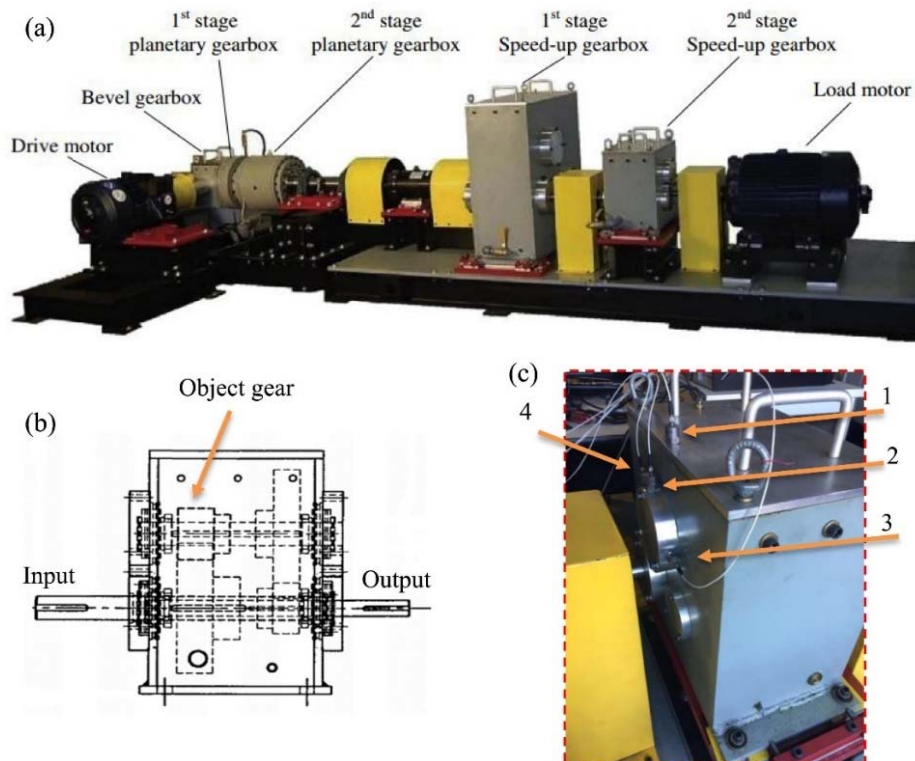 (a)
1st stage
planetary gearbox
2nd stage
planetary gearbox
1st stage
Speed-up gearbox
2nd stage
Speed-up gearbox
Bevel gearbox
Load motor
Drive motor
Object gear
(b)
Input
Output
(c)
1
4
2
3